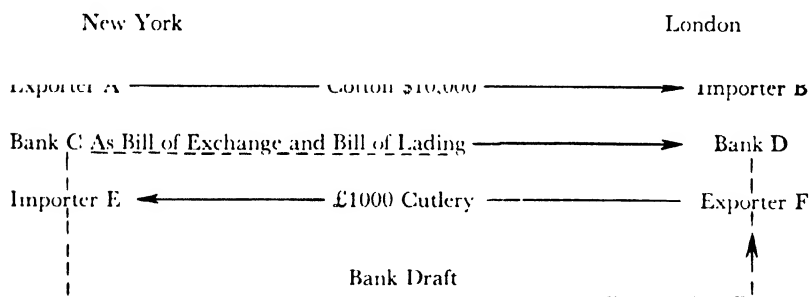 New York London
Exporter A Cotton $10,000 Importer B
Bank C As Bill of Exchange and Bill of Lading Bank D
Importer E £1000 Cutlery Exporter F
Bank Draft